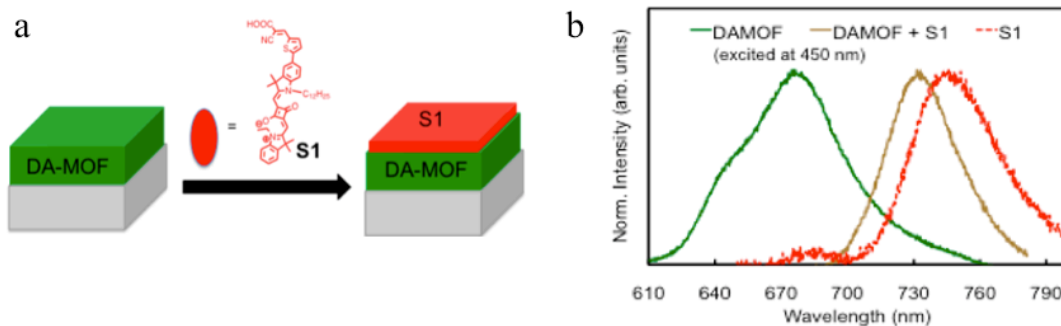 a
HOOC
CN
S
N
C12H25
O
O
N
S1
=
DA-MOF
S1
DA-MOF
b
DAMOF
(excited at 450 nm)
DAMOF + S1
S1
Norm. Intensity (arb. units)
610 640 670 700 730 760 790
Wavelength (nm)